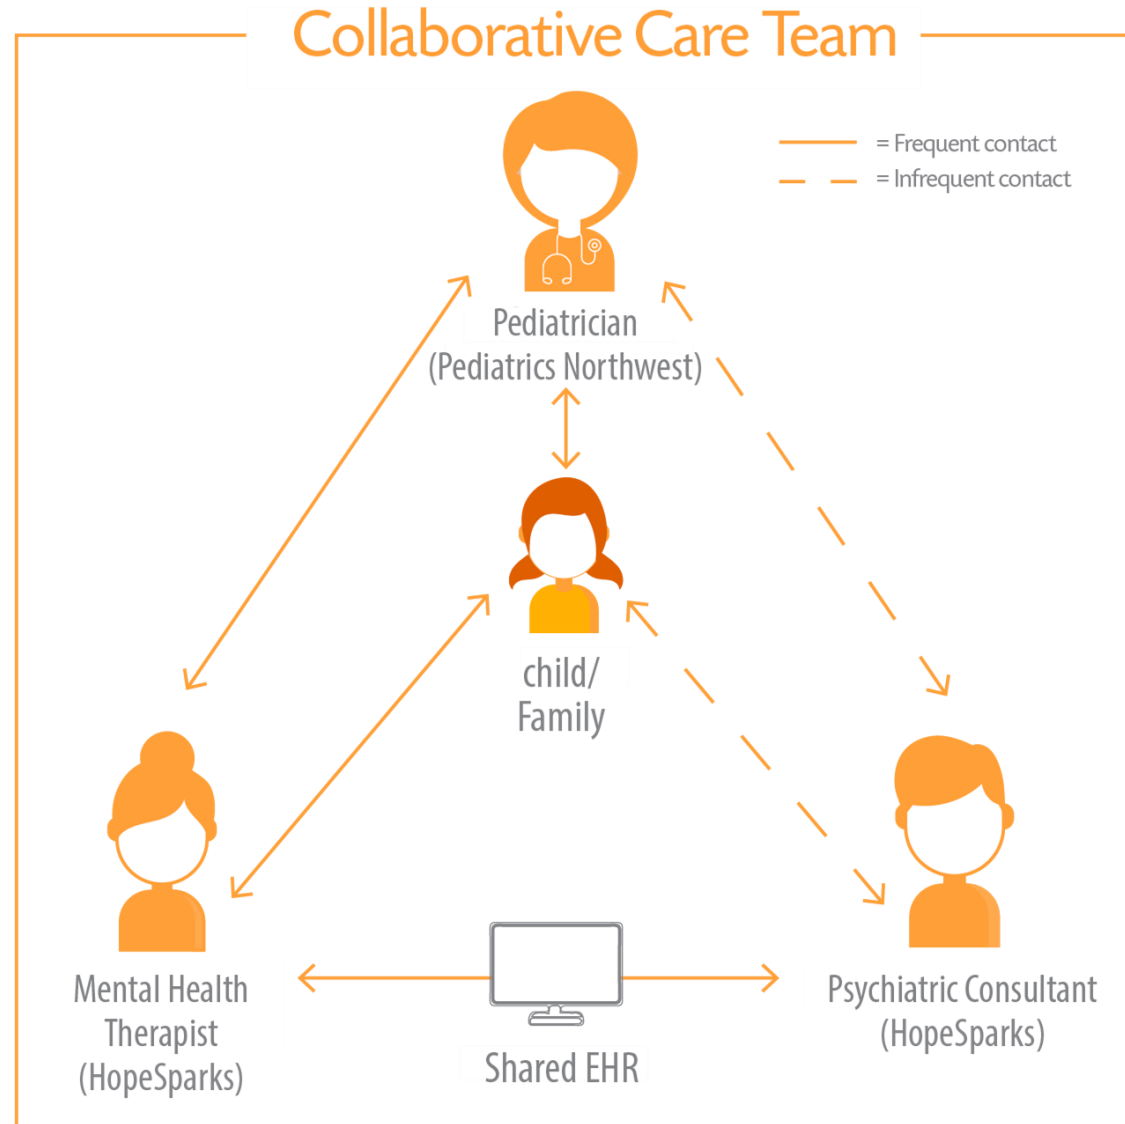 Collaborative Care Team
= Frequent contact
= Infrequent contact
Pediatrician
(Pediatrics Northwest)
child/
Family
Mental Health
Therapist
(HopeSparks)
Shared EHR
Psychiatric Consultant
(HopeSparks)